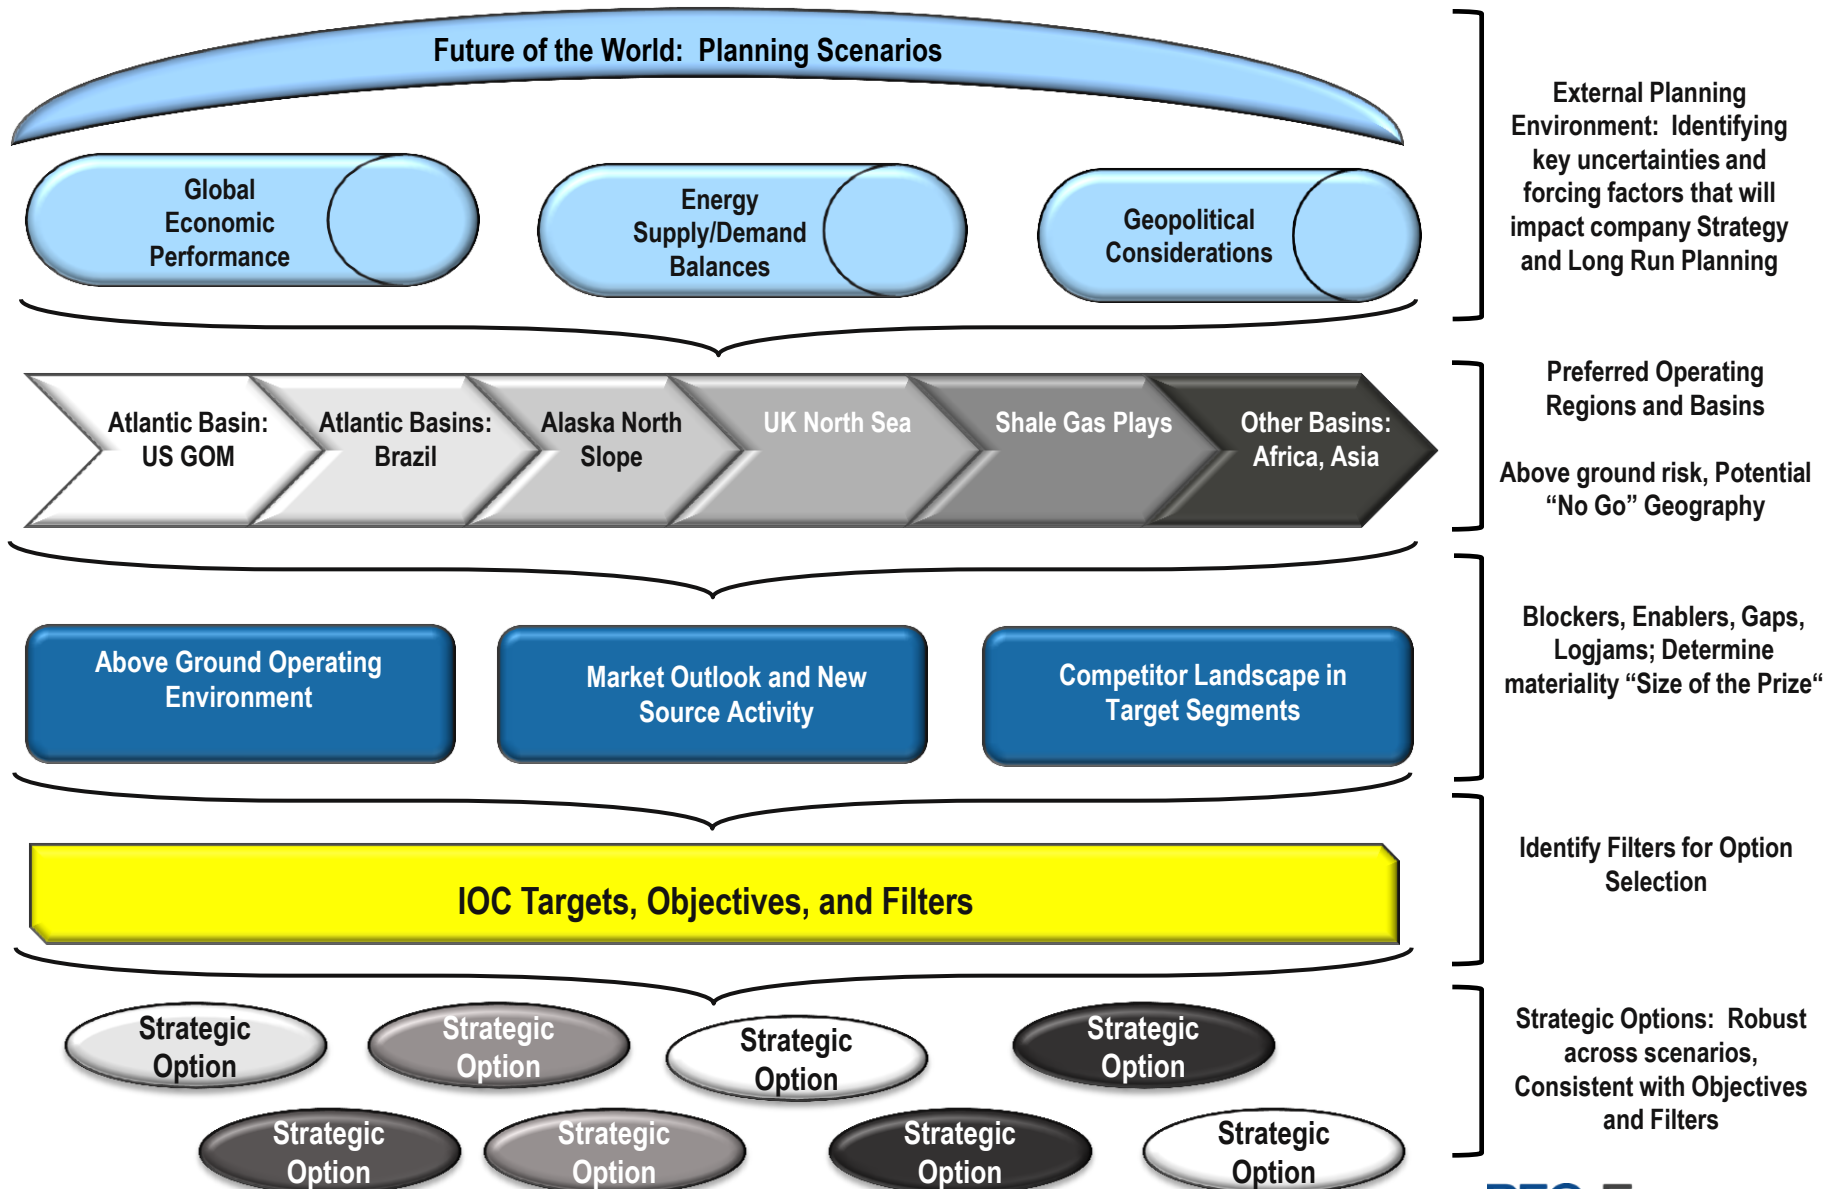 Future of the World: Planning Scenarios
Global
Economic
Performance
Energy
Supply/Demand
Balances
Geopolitical
Considerations
External Planning
Environment: Identifying
key uncertainties and
forcing factors that will
impact company Strategy
and Long Run Planning
Atlantic Basin:
US GOM
Atlantic Basins:
Brazil
Alaska North
Slope
UK North Sea
Shale Gas Plays
Other Basins:
Africa, Asia
Preferred Operating
Regions and Basins
Above ground risk, Potential
“No Go” Geography
Above Ground Operating
Environment
Market Outlook and New
Source Activity
Competitor Landscape in
Target Segments
Blockers, Enablers, Gaps,
Logjams; Determine
materiality “Size of the Prize“
IOC Targets, Objectives, and Filters
Identify Filters for Option
Selection
Strategic
Option
Strategic
Option
Strategic
Option
Strategic
Option
Strategic
Option
Strategic
Option
Strategic
Option
Strategic
Option
Strategic Options: Robust
across scenarios,
Consistent with Objectives
and Filters